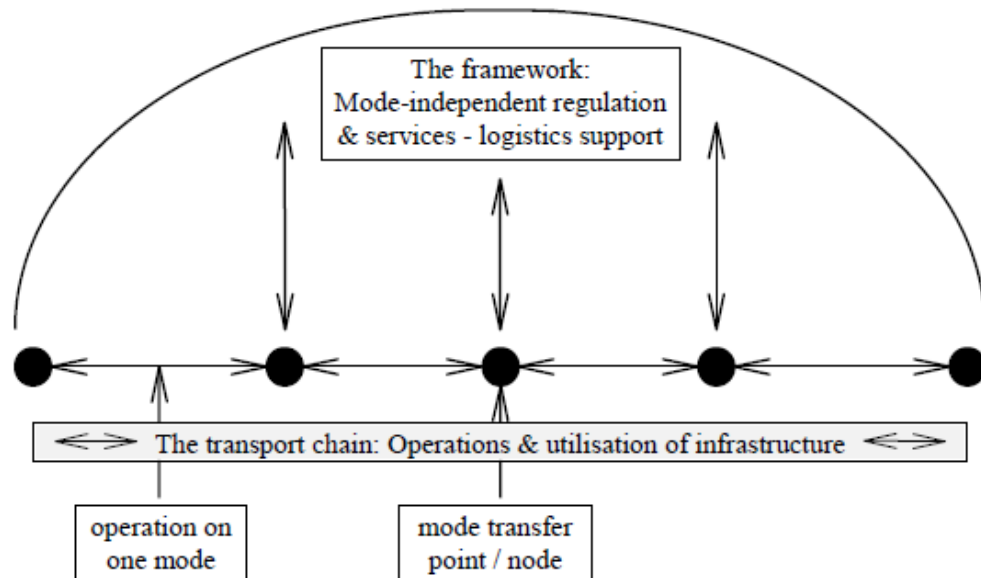 The framework:
Mode-independent regulation
& services - logistics support
The transport chain: Operations & utilisation of infrastructure
operation on
one mode
mode transfer
point / node